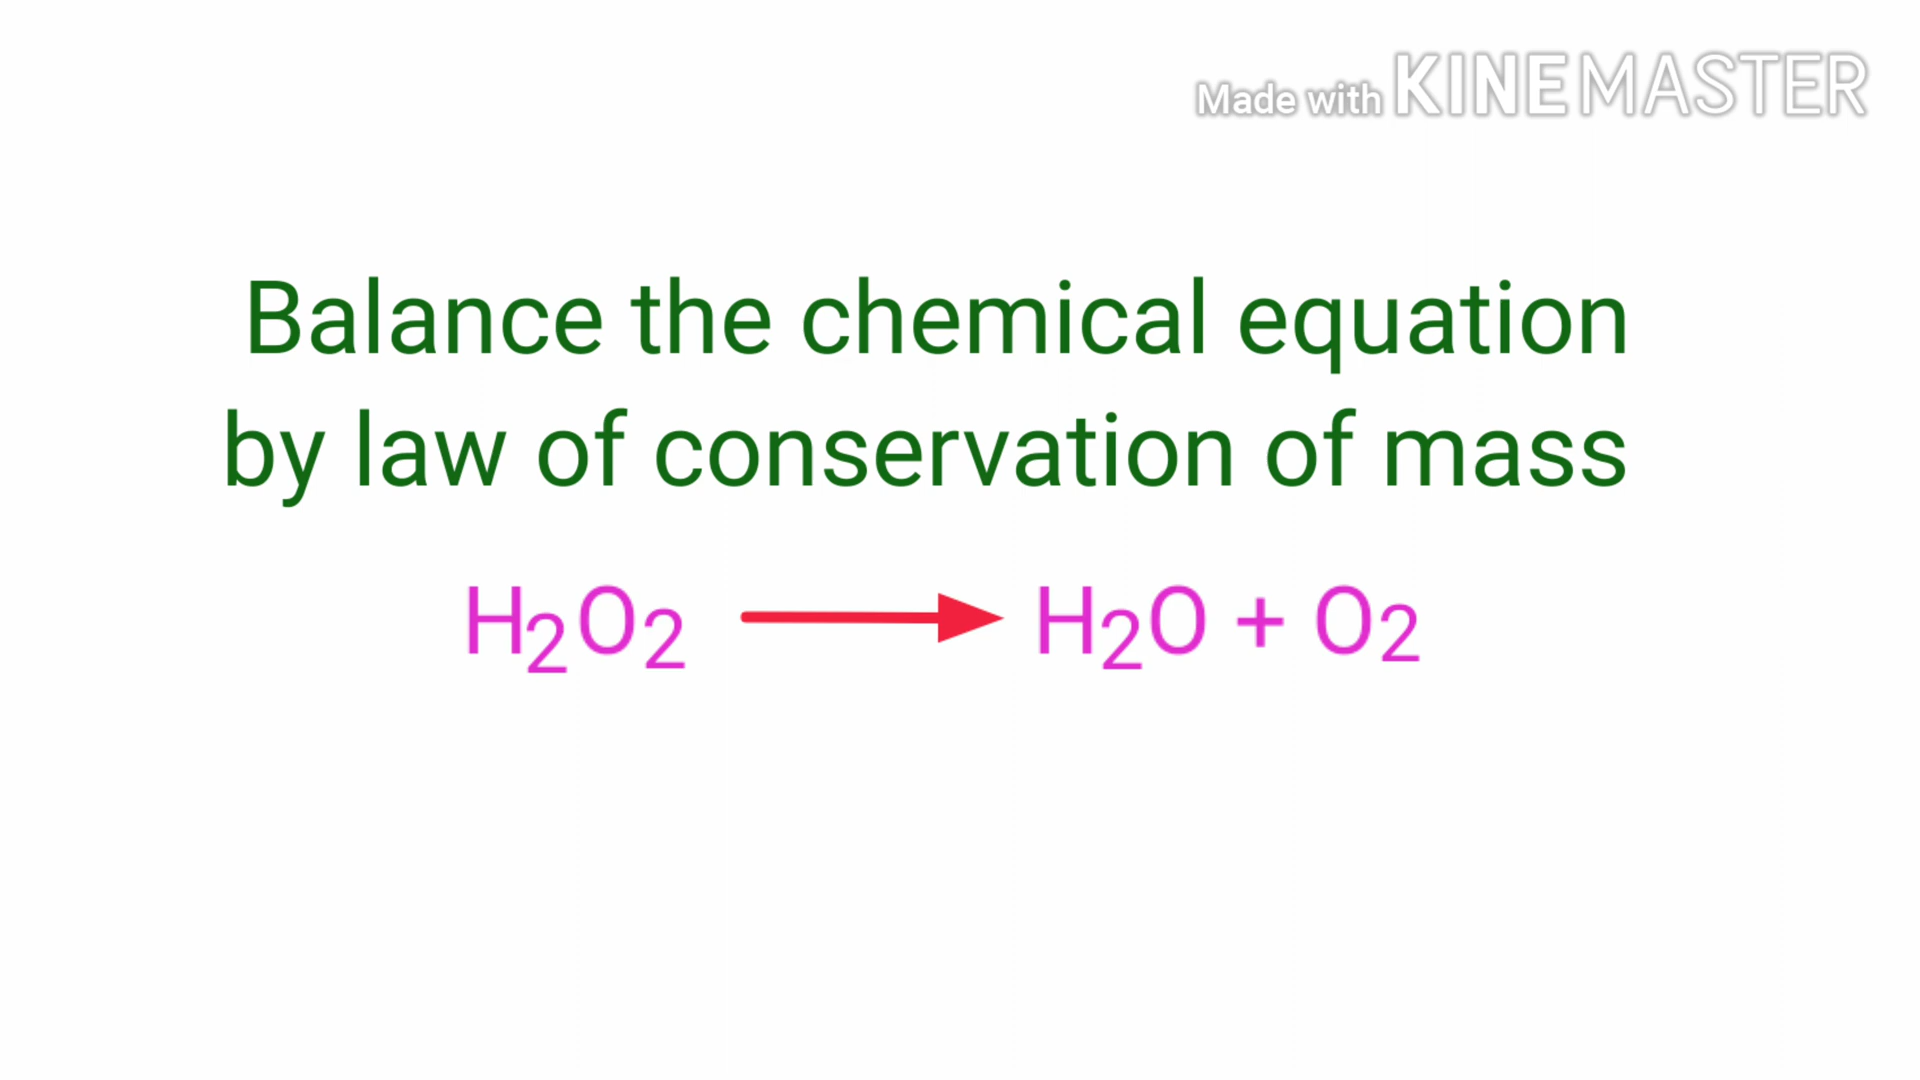 Made with KINEMASTER
Balance the chemical equation
by law of conservation of mass
H₂O₂ → H₂O + O₂